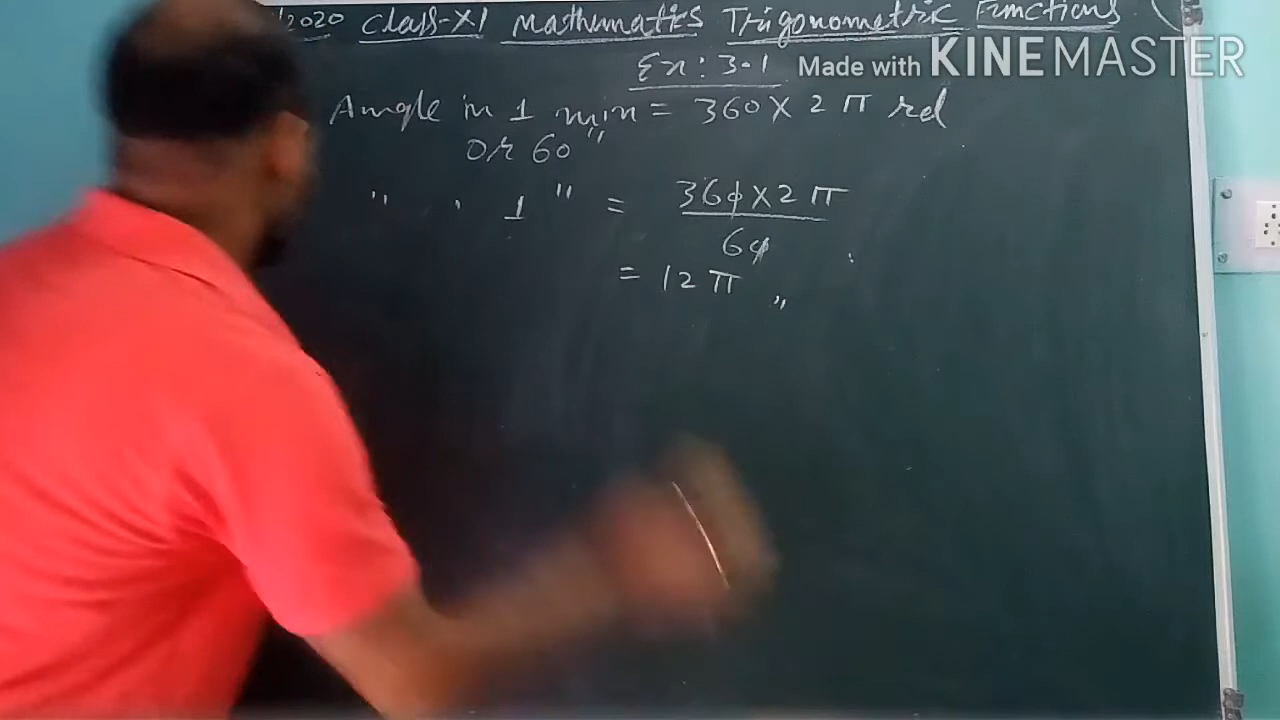 2020 Class-XI Mathematics Trigonometric Functions
Ex: 3.1
Made with KINEMASTER
Angle in 1 min = 360 X 2 π rd
OR 60 "
" " 1 " = 360 X 2 π
60
= 12 π "